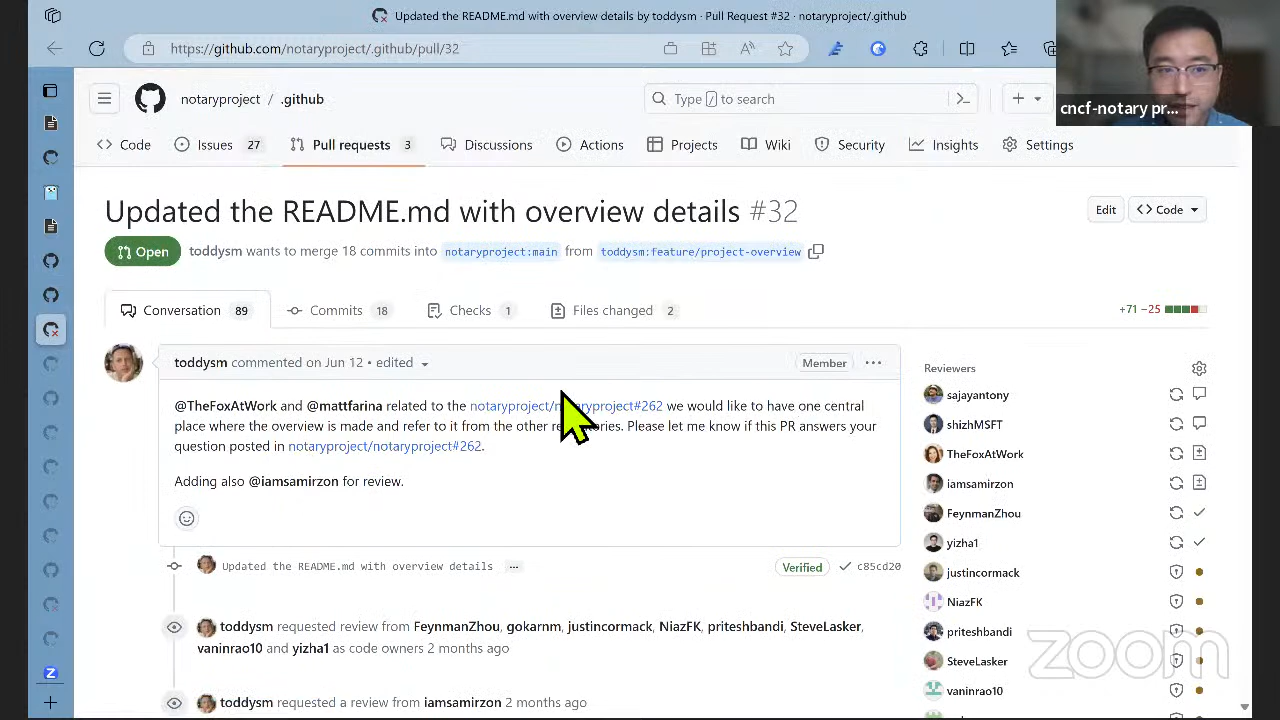 Updated the README.md with overview details by toddysm · Pull Request #32 · notaryproject/.github
https://github.com/notaryproject/.github/pull/32
cncf-notary pr...
notaryproject / .github
Type / to search
Code Issues 27 Pull requests 3 Discussions Actions Projects Wiki Security Insights Settings
Updated the README.md with overview details #32
Edit
Code
Open
toddysm wants to merge 18 commits into notaryproject:main from toddysm:feature/project-overview
Conversation 89 Commits 18 Checks 1 Files changed 2
+71 −25
toddysm commented on Jun 12 • edited
Member
@TheFoxAtWork and @mattfarina related to the notaryproject/notaryproject#262 we would like to have one central
place where the overview is made and refer to it from the other repositories. Please let me know if this PR answers your
question posted in notaryproject/notaryproject#262.
Adding also @iamsamirzon for review.
Updated the README.md with overview details ...
Verified
c85cd20
toddysm requested review from FeynmanZhou, gokarnm, justincormack, NiazFK, priteshbandi, SteveLasker,
vaninrao10 and yizha1 as code owners 2 months ago
toddysm requested a review from iamsamirzon 2 months ago
Reviewers
sajayantony
shizhMSFT
TheFoxAtWork
iamsamirzon
FeynmanZhou
yizha1
justincormack
NiazFK
priteshbandi
SteveLasker
vaninrao10
zoom